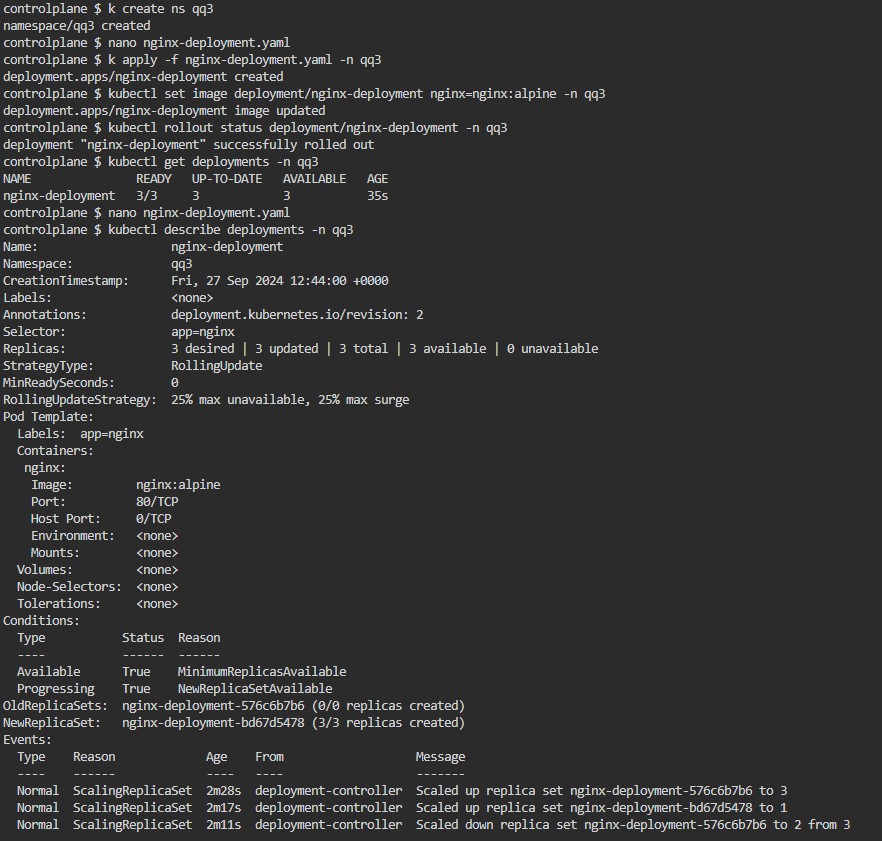 controlplane $ k create ns qq3
namespace/qq3 created
controlplane $ nano nginx-deployment.yaml
controlplane $ k apply -f nginx-deployment.yaml -n qq3
deployment.apps/nginx-deployment created
controlplane $ kubectl set image deployment/nginx-deployment nginx=nginx:alpine -n qq3
deployment.apps/nginx-deployment image updated
controlplane $ kubectl rollout status deployment/nginx-deployment -n qq3
deployment "nginx-deployment" successfully rolled out
controlplane $ kubectl get deployments -n qq3
NAME               READY   UP-TO-DATE   AVAILABLE   AGE
nginx-deployment   3/3     3            3           35s
controlplane $ nano nginx-deployment.yaml
controlplane $ kubectl describe deployments -n qq3
Name:                   nginx-deployment
Namespace:              qq3
CreationTimestamp:      Fri, 27 Sep 2024 12:44:00 +0000
Labels:                 <none>
Annotations:            deployment.kubernetes.io/revision: 2
Selector:               app=nginx
Replicas:               3 desired | 3 updated | 3 total | 3 available | 0 unavailable
StrategyType:           RollingUpdate
MinReadySeconds:        0
RollingUpdateStrategy:  25% max unavailable, 25% max surge
Pod Template:
  Labels:  app=nginx
  Containers:
   nginx:
    Image:         nginx:alpine
    Port:          80/TCP
    Host Port:     0/TCP
    Environment:   <none>
    Mounts:        <none>
  Volumes:         <none>
  Node-Selectors:  <none>
  Tolerations:     <none>
Conditions:
  Type           Status  Reason
  ----           ------  ------
  Available      True    MinimumReplicasAvailable
  Progressing    True    NewReplicaSetAvailable
OldReplicaSets:  nginx-deployment-576c6b7b6 (0/0 replicas created)
NewReplicaSet:   nginx-deployment-bd67d5478 (3/3 replicas created)
Events:
  Type    Reason             Age    From                   Message
  ----    ------             ----   ----                   -------
  Normal  ScalingReplicaSet  2m28s  deployment-controller  Scaled up replica set nginx-deployment-576c6b7b6 to 3
  Normal  ScalingReplicaSet  2m17s  deployment-controller  Scaled up replica set nginx-deployment-bd67d5478 to 1
  Normal  ScalingReplicaSet  2m11s  deployment-controller  Scaled down replica set nginx-deployment-576c6b7b6 to 2 from 3